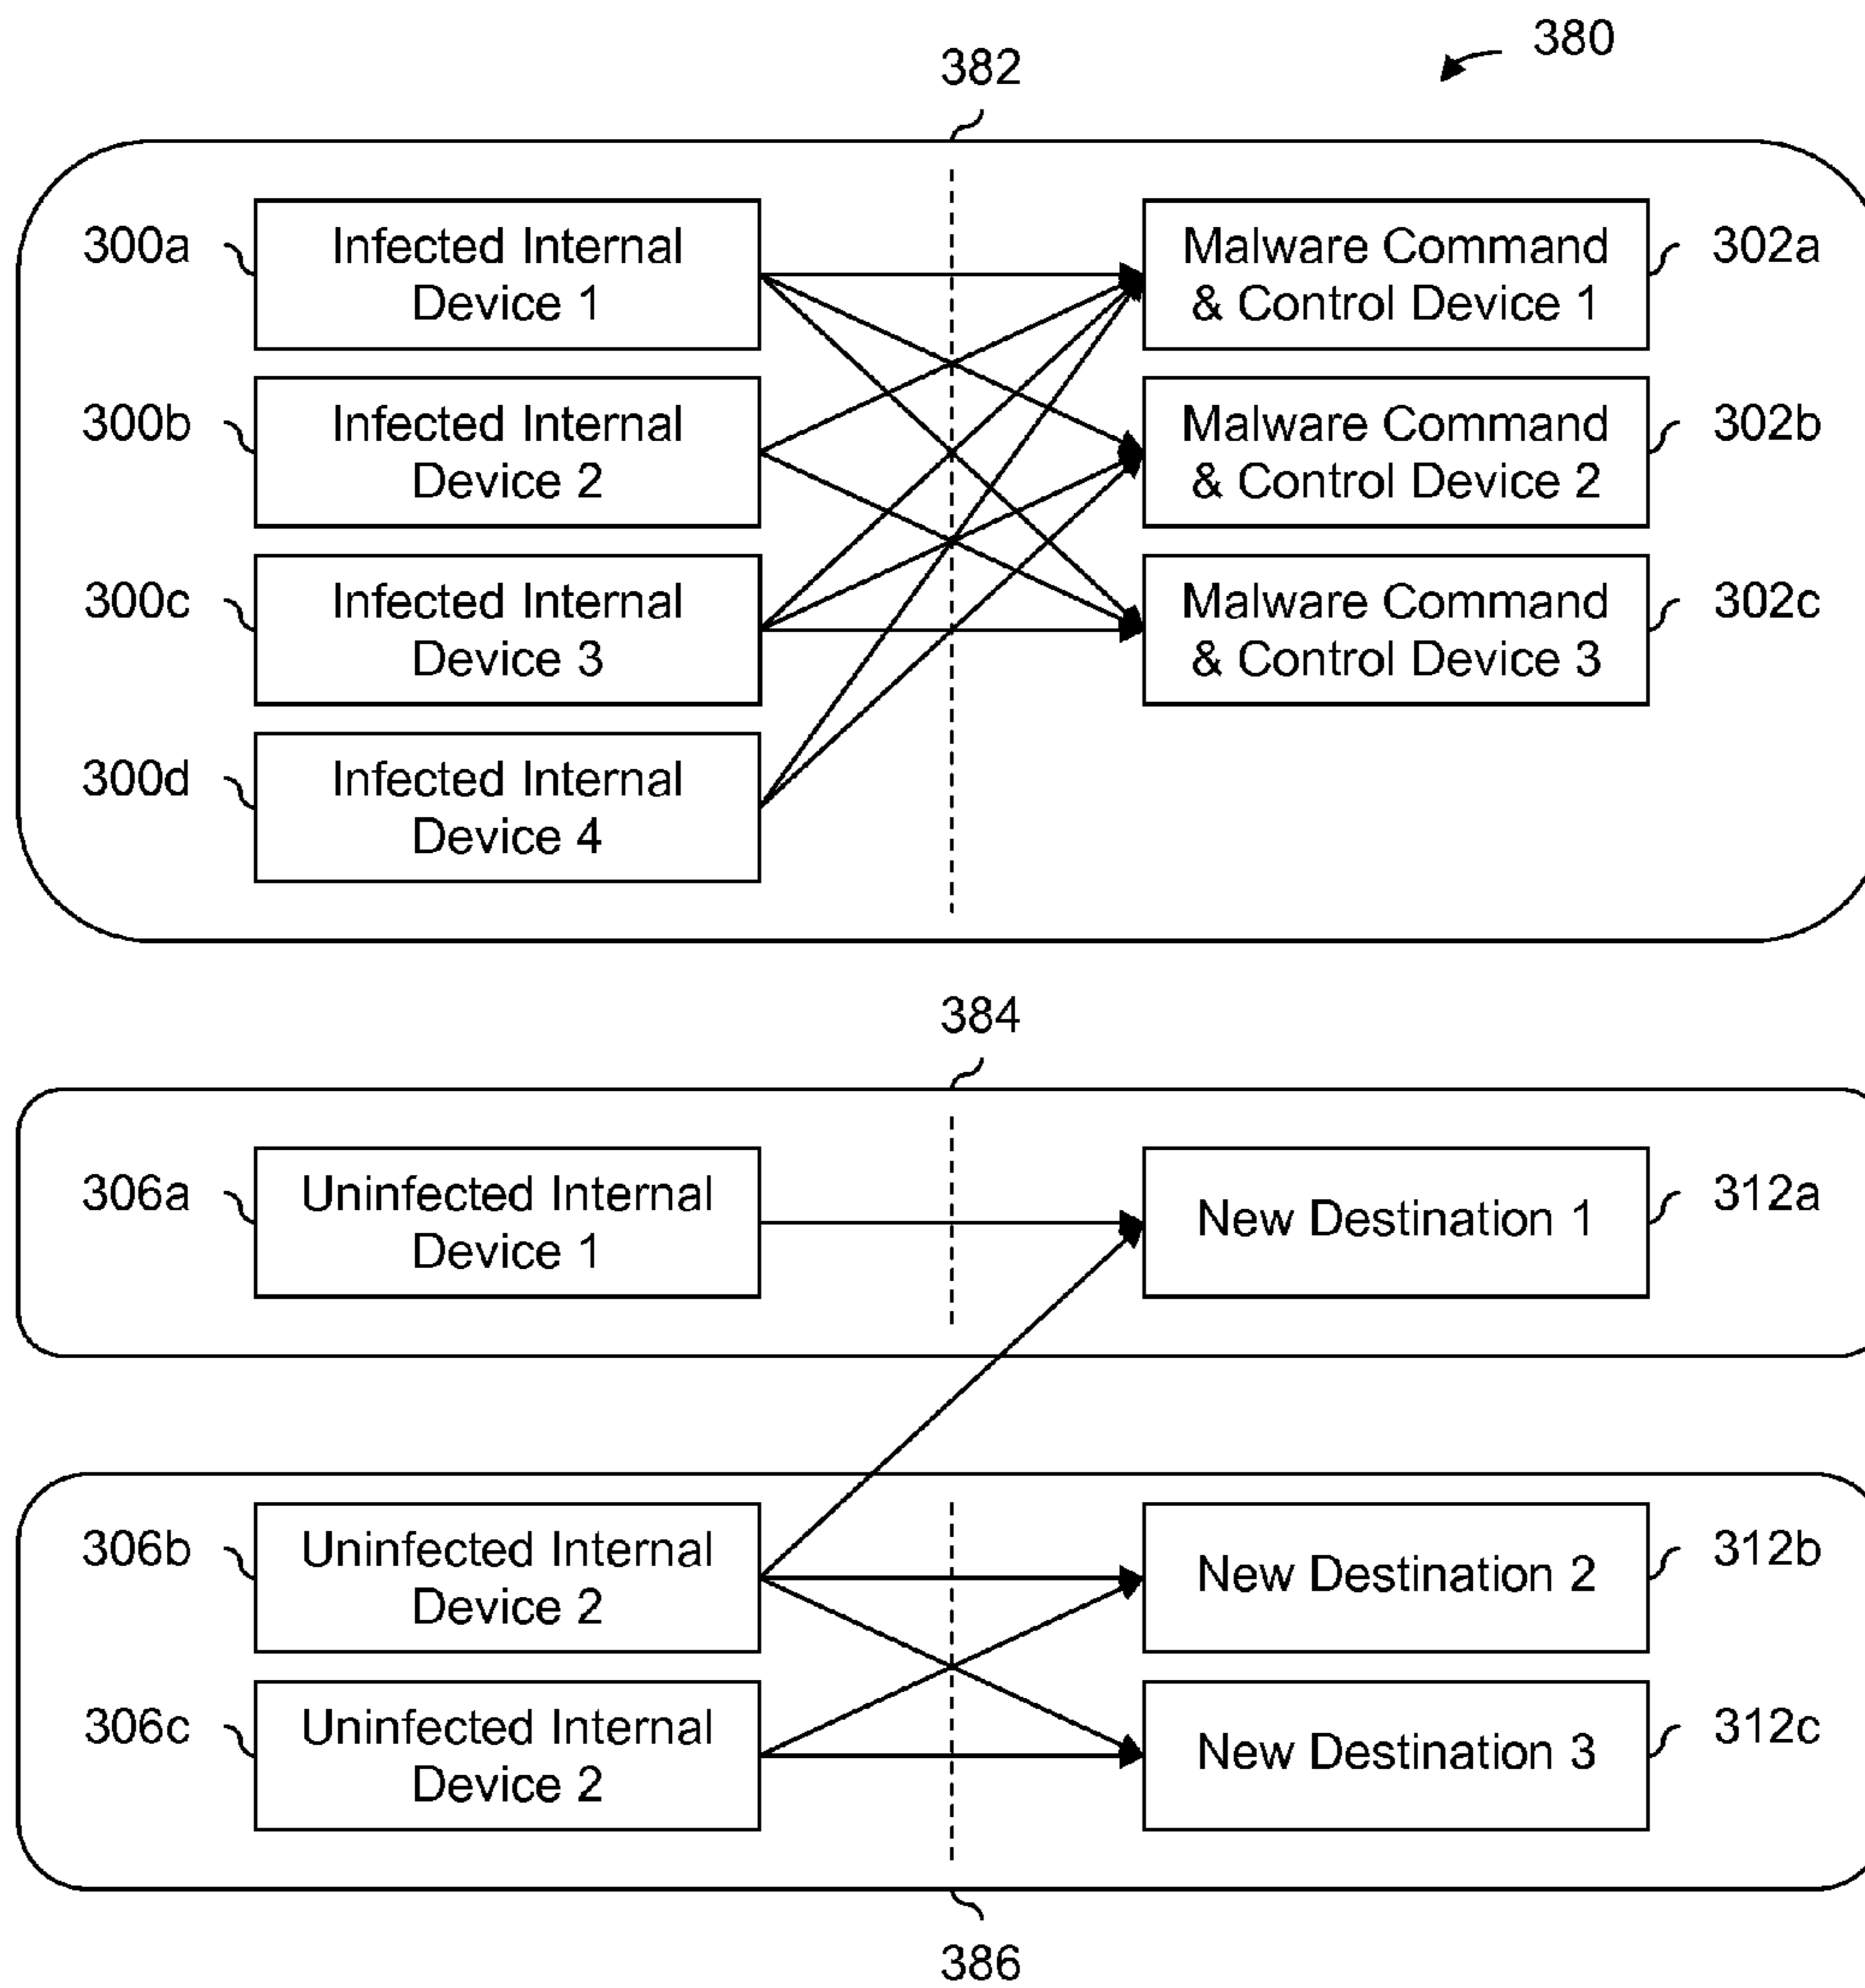 380
382
300a
Infected Internal
Device 1
Malware Command
& Control Device 1
302a
300b
Infected Internal
Device 2
Malware Command
& Control Device 2
302b
300c
Infected Internal
Device 3
Malware Command
& Control Device 3
302c
300d
Infected Internal
Device 4
384
306a
Uninfected Internal
Device 1
New Destination 1
312a
306b
Uninfected Internal
Device 2
New Destination 2
312b
306c
Uninfected Internal
Device 2
New Destination 3
312c
386